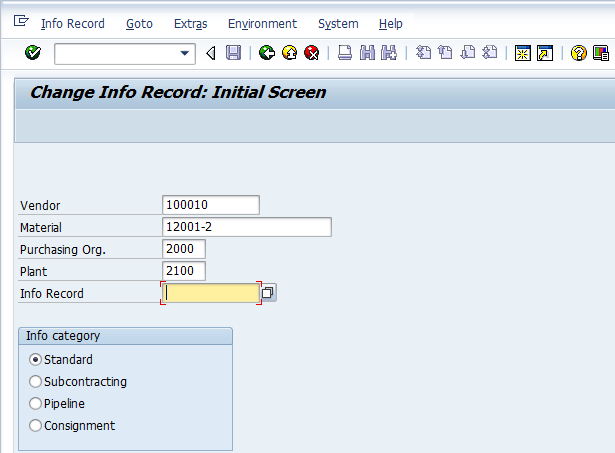 Info Record Goto Extras Environment System Help
Change Info Record: Initial Screen
Vendor 100010
Material 12001-2
Purchasing Org. 2000
Plant 2100
Info Record
Info category
Standard
Subcontracting
Pipeline
Consignment